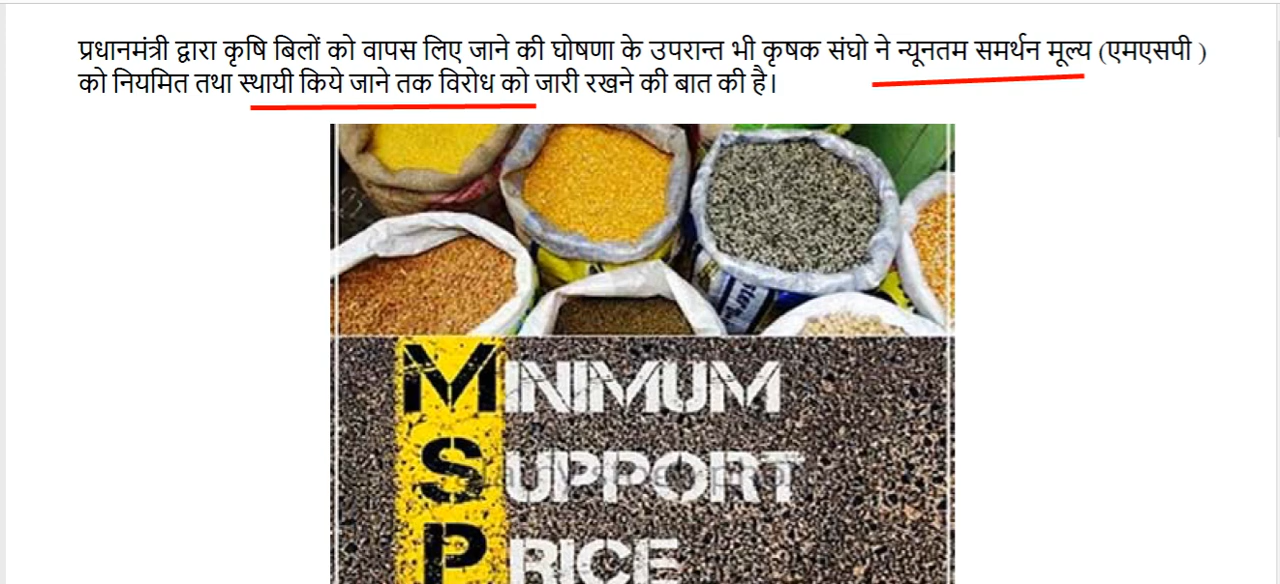 प्रधानमंत्री द्वारा कृषि बिलों को वापस लिए जाने की घोषणा के उपरान्त भी कृषक संघो ने न्यूनतम समर्थन मूल्य (एमएसपी )
को नियमित तथा स्थायी किये जाने तक विरोध को जारी रखने की बात की है।
MINIMUM
SUPPORT
PRICE